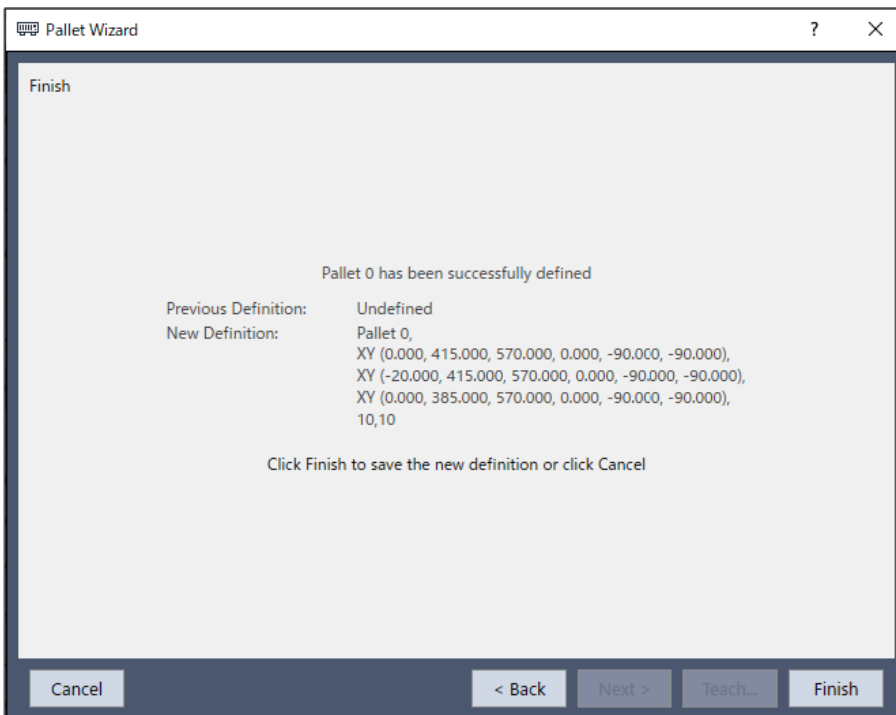 Pallet Wizard
?
Finish
Pallet 0 has been successfully defined
Previous Definition: Undefined
New Definition: Pallet 0,
XY (0.000, 415.000, 570.000, 0.000, -90.000, -90.000),
XY (-20.000, 415.000, 570.000, 0.000, -90.000, -90.000),
XY (0.000, 385.000, 570.000, 0.000, -90.000, -90.000),
10,10
Click Finish to save the new definition or click Cancel
Cancel
< Back
Next >
Teach...
Finish